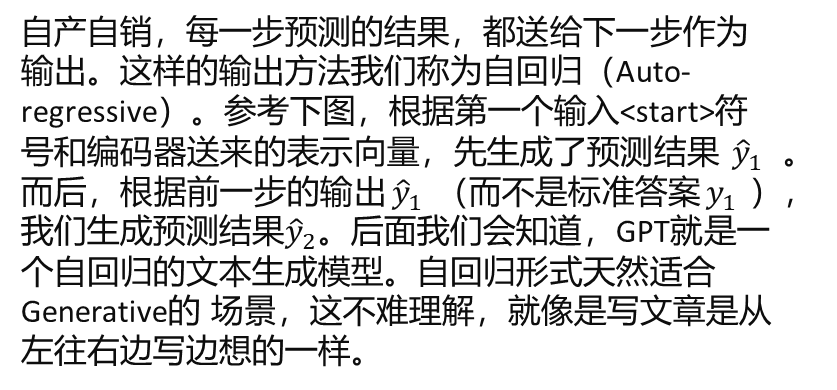 自产自销，每一步预测的结果，都送给下一步作为
输出。这样的输出方法我们称为自回归（Auto-
regressive）。参考下图，根据第一个输入<start>符
号和编码器送来的表示向量，先生成了预测结果 ŷ₁ 。
而后，根据前一步的输出ŷ₁ （而不是标准答案y₁ ），
我们生成预测结果ŷ₂。后面我们会知道，GPT就是一
个自回归的文本生成模型。自回归形式天然适合
Generative的 场景，这不难理解，就像是写文章是从
左往右边写边想的一样。